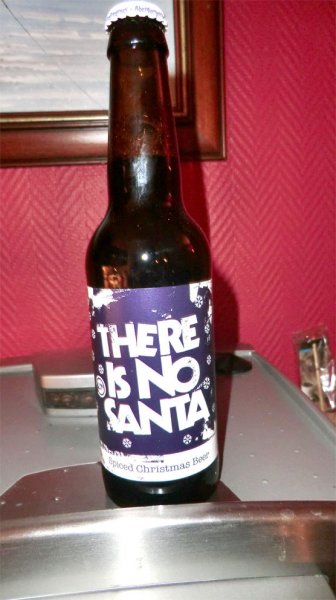 THERE
IS NO
SANTA
Spiced Christmas Beer